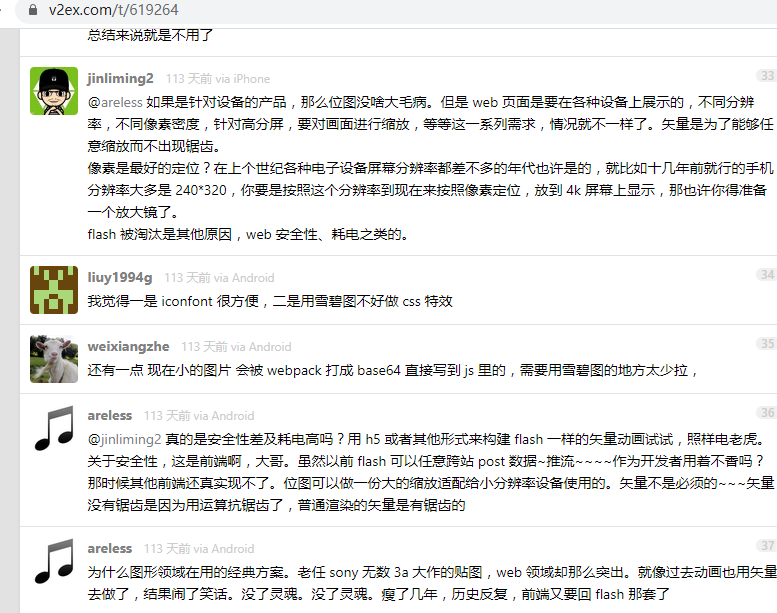 v2ex.com/t/619264
总结来说就是不用了
jinliming2 113 天前 via iPhone 33
@areless 如果是针对设备的产品，那么位图没啥大毛病。但是 web 页面是要在各种设备上展示的，不同分辨
率，不同像素密度，针对高分屏，要对画面进行缩放，等等这一系列需求，情况就不一样了。矢量是为了能够任
意缩放而不出现锯齿。
像素是最好的定位？在上个世纪各种电子设备屏幕分辨率都差不多的年代也许是的，就比如十几年前就行的手机
分辨率大多是 240*320，你要是按照这个分辨率到现在来按照像素定位，放到 4k 屏幕上显示，那也许你得准备
一个放大镜了。
flash 被淘汰是其他原因，web 安全性、耗电之类的。
liuy1994g 113 天前 via Android 34
我觉得一是 iconfont 很方便，二是用雪碧图不好做 css 特效
weixiangzhe 113 天前 via Android 35
还有一点 现在小的图片 会被 webpack 打成 base64 直接写到 js 里的，需要用雪碧图的地方太少拉，
areless 113 天前 via Android 36
@jinliming2 真的是安全性差及耗电高吗？用 h5 或者其他形式来构建 flash 一样的矢量动画试试，照样电老虎。
关于安全性，这是前端啊，大哥。虽然以前 flash 可以任意跨站 post 数据~推流~~~~作为开发者用着不香吗？
那时候其他前端还真实现不了。位图可以做一份大的缩放适配给小分辨率设备使用的。矢量不是必须的~~~矢量
没有锯齿是因为用运算抗锯齿了，普通渲染的矢量是有锯齿的
areless 113 天前 via Android 37
为什么图形领域在用的经典方案。老任 sony 无数 3a 大作的贴图，web 领域却那么突出。就像过去动画也用矢量
去做了，结果闹了笑话。没了灵魂。没了灵魂。瘦了几年，历史反复，前端又要回 flash 那套了